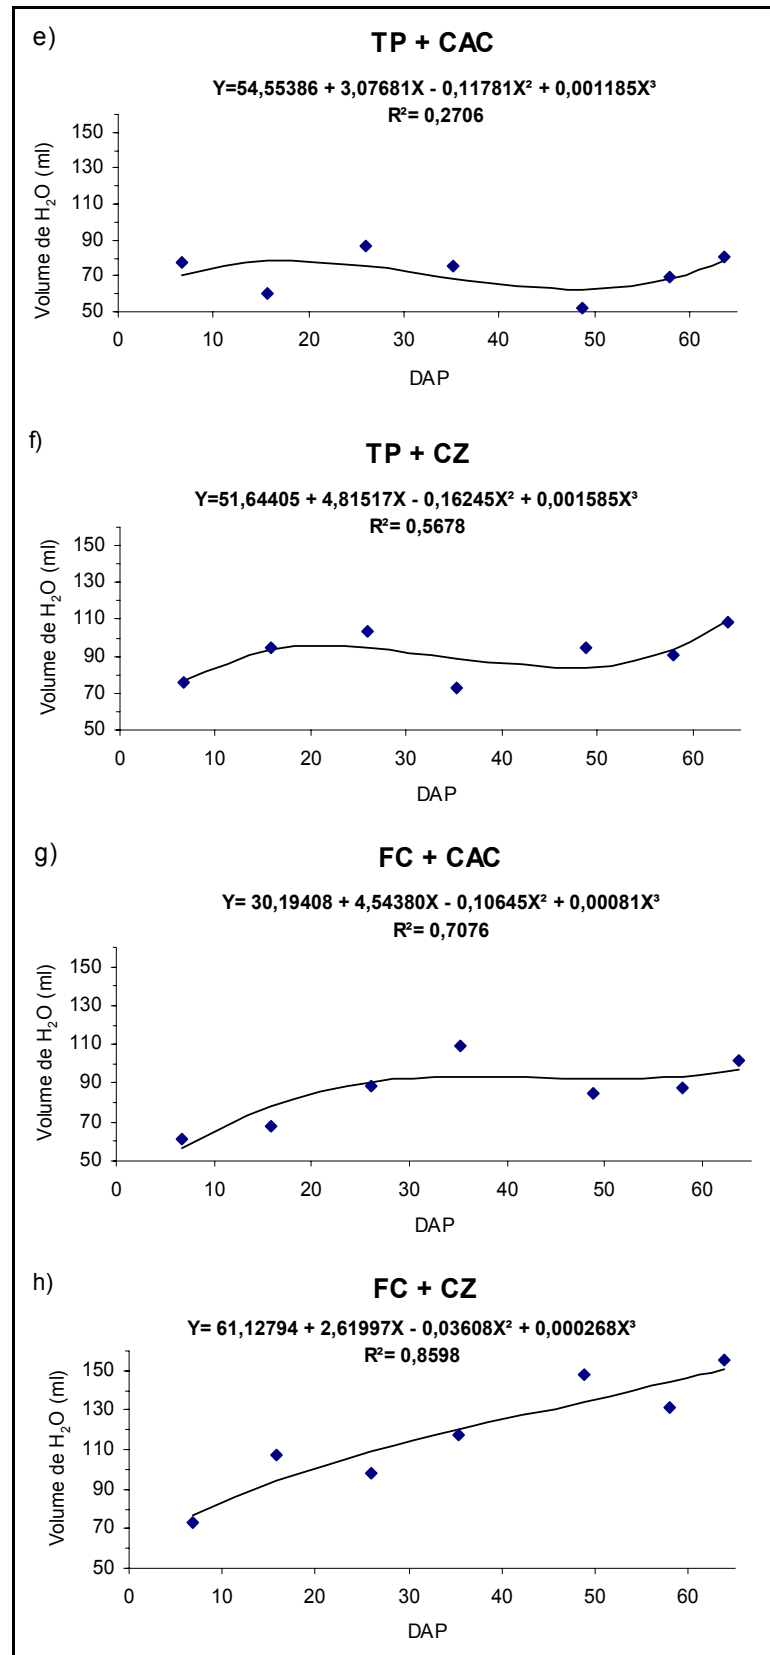 e)
TP + CAC
Y=54,55386 + 3,07681X - 0,11781X² + 0,001185X³
R²= 0,2706
Volume de H₂O (ml)
150
130
110
90
70
50
0 10 20 30 40 50 60
DAP
f)
TP + CZ
Y=51,64405 + 4,81517X - 0,16245X² + 0,001585X³
R²= 0,5678
Volume de H₂O (ml)
150
130
110
90
70
50
0 10 20 30 40 50 60
DAP
g)
FC + CAC
Y= 30,19408 + 4,54380X - 0,10645X² + 0,00081X³
R²= 0,7076
Volume de H₂O (ml)
150
130
110
90
70
50
0 10 20 30 40 50 60
DAP
h)
FC + CZ
Y= 61,12794 + 2,61997X - 0,03608X² + 0,000268X³
R²= 0,8598
Volume de H₂O (ml)
150
130
110
90
70
50
0 10 20 30 40 50 60
DAP